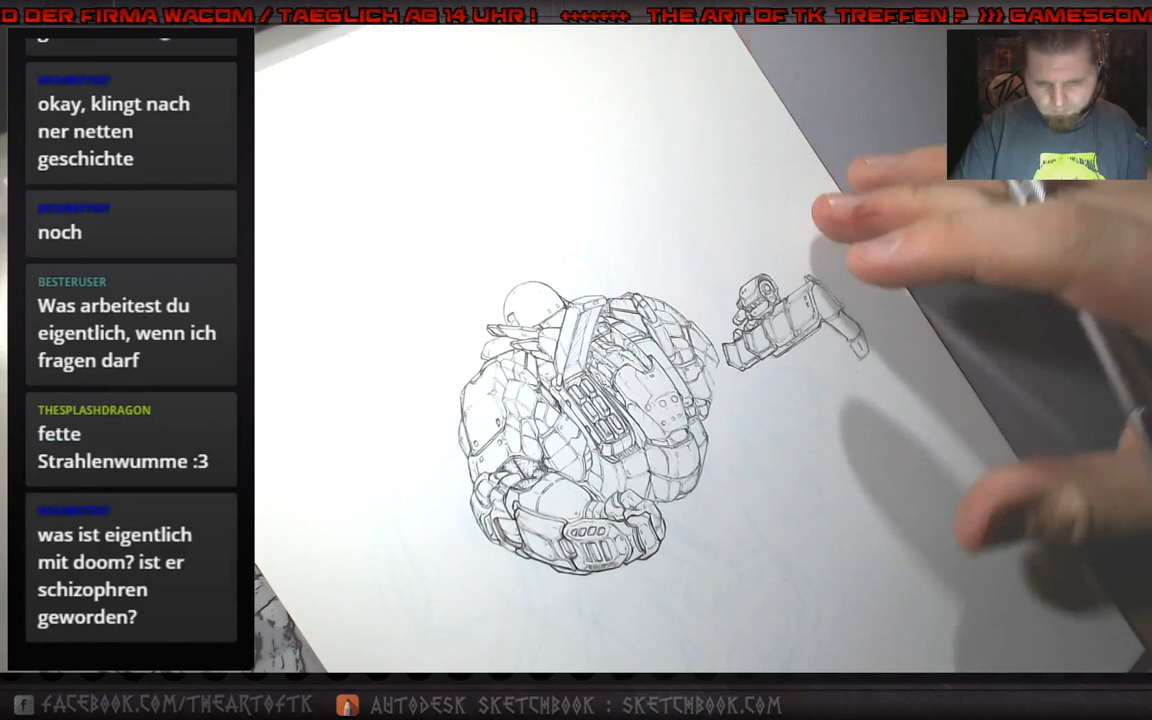 D DER FIRMA WACOM / TAEGLICH AB 14 UHR ! +++++++ THE ART OF TK TREFFEN ? ))) GAMESCOM
okay, klingt nach
ner netten
geschichte
noch
BESTERUSER
Was arbeitest du
eigentlich, wenn ich
fragen darf
THESPLASHDRAGON
fette
Strahlenwumme :3
was ist eigentlich
mit doom? ist er
schizophren
geworden?
TK
FACEBOOK.COM/THEARTOFTK AUTODESK SKETCHBOOK : SKETCHBOOK.COM